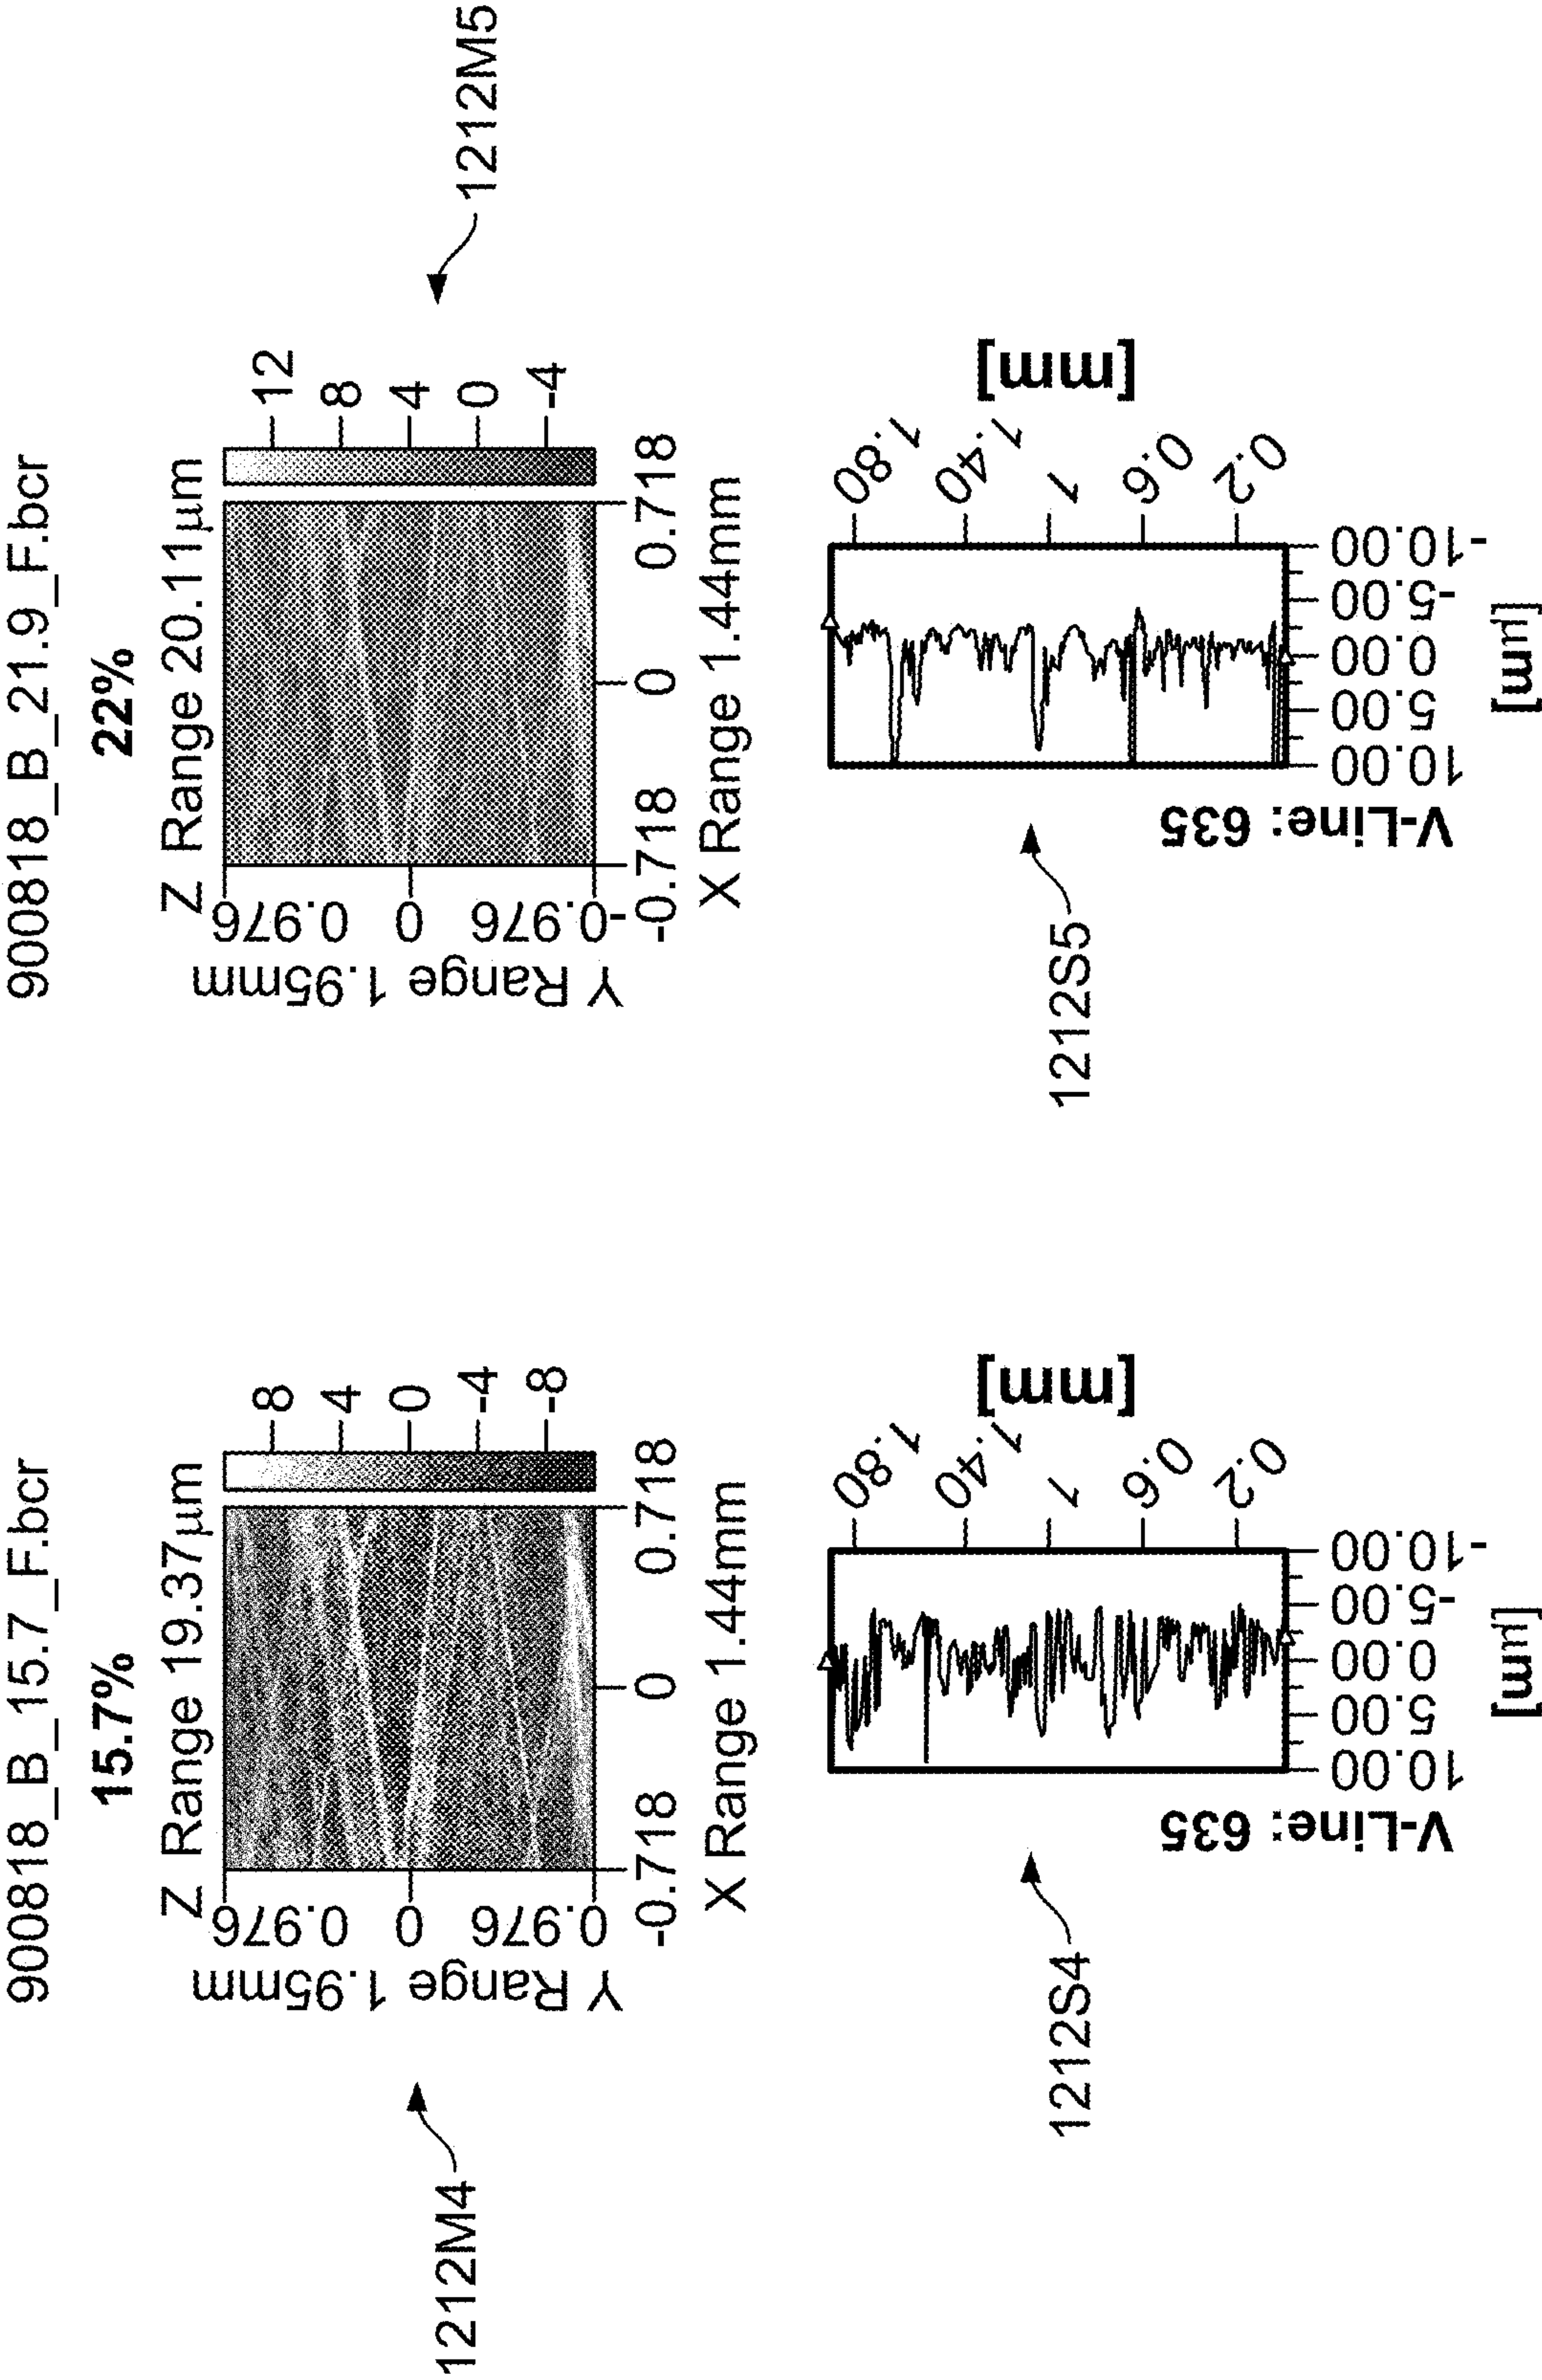 900818_B_15.7_F.bcr
15.7%
Z Range 19.37µm
Y Range 1.95mm
0.976
0
0.976
0
8
4
0
-4
-8
-0.718
0
0.718
X Range 1.44mm
1212M4
V-Line: 635
[µm]
10.00
5.00
0.00
-5.00
-10.00
1.80
1.40
1
0.6
0.2
[mm]
1212S4
900818_B_21.9_F.bcr
22%
Z Range 20.11µm
Y Range 1.95mm
0.976
0
-0.976
12
8
4
0
-4
-0.718
0
0.718
X Range 1.44mm
1212M5
V-Line: 635
[µm]
10.00
5.00
0.00
-5.00
-10.00
1.80
1.40
1
0.6
0.2
[mm]
1212S5